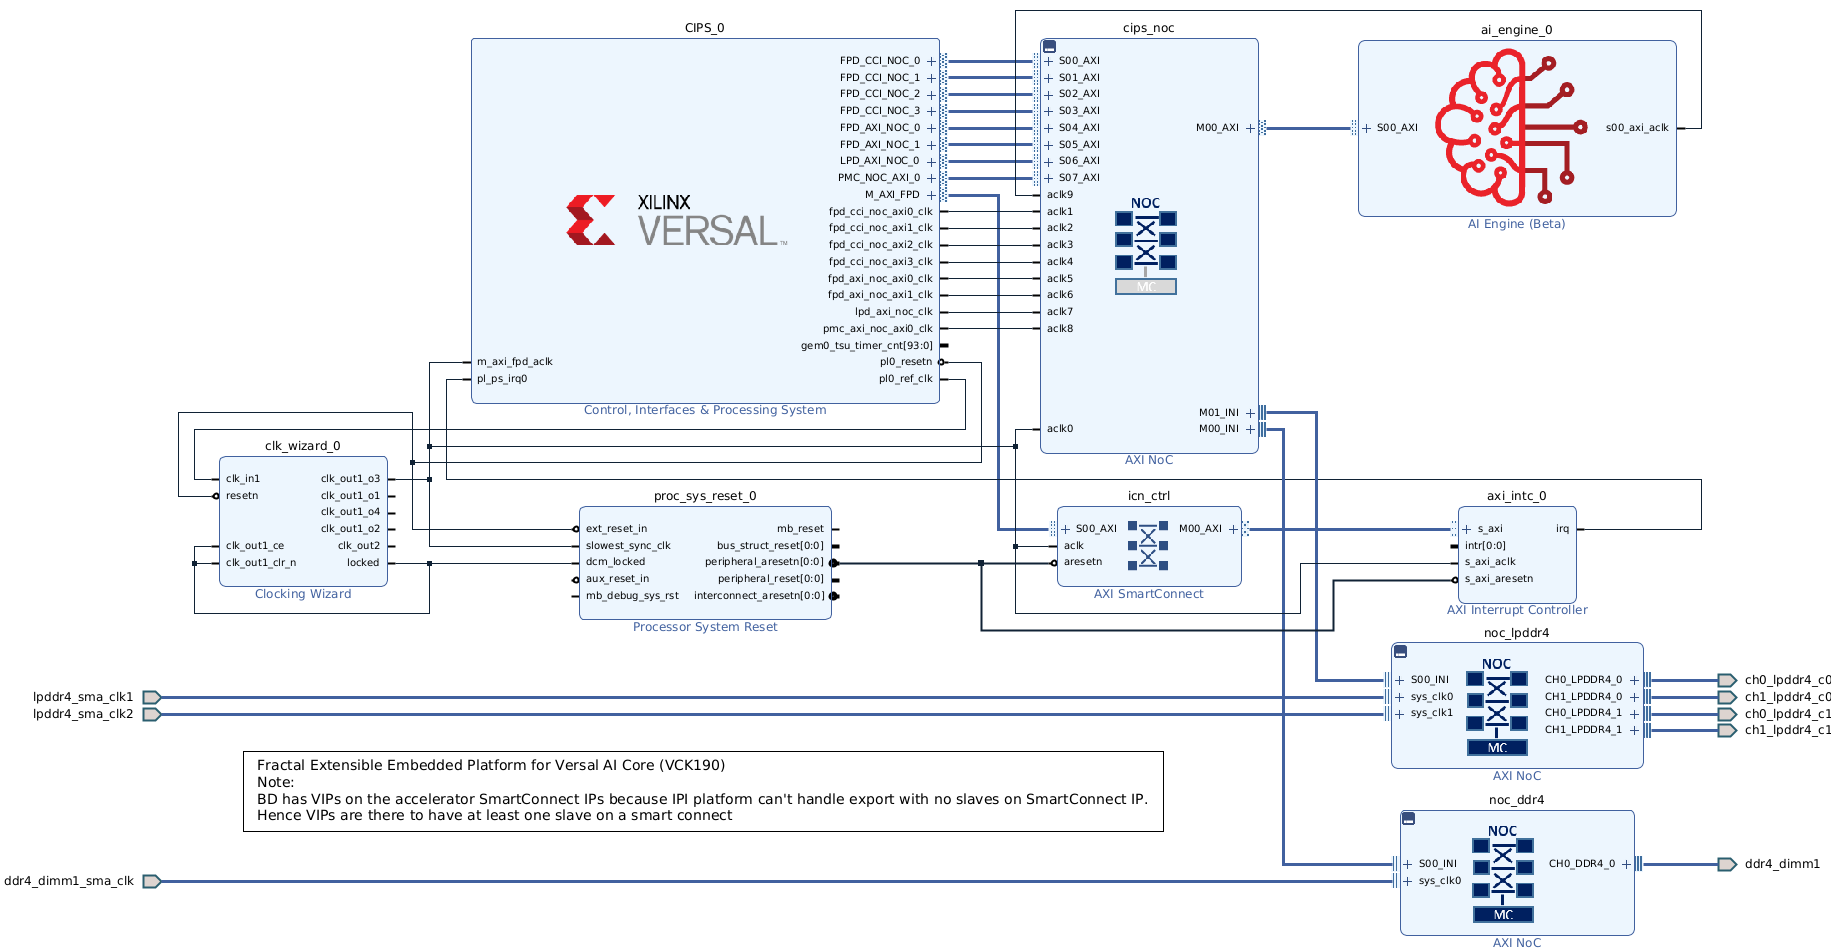 CIPS_0
FPD_CCI_NOC_0
FPD_CCI_NOC_1
FPD_CCI_NOC_2
FPD_CCI_NOC_3
FPD_AXI_NOC_0
FPD_AXI_NOC_1
LPD_AXI_NOC_0
PMC_NOC_AXI_0
M_AXI_FPD
fpd_cci_noc_axi0_clk
fpd_cci_noc_axi1_clk
fpd_cci_noc_axi2_clk
fpd_cci_noc_axi3_clk
fpd_axi_noc_axi0_clk
fpd_axi_noc_axi1_clk
lpd_axi_noc_clk
pmc_axi_noc_axi0_clk
gem0_tsu_timer_cnt[93:0]
pl0_resetn
pl0_ref_clk
m_axi_fpd_aclk
pl_ps_irq0
XILINX
VERSAL™
Control, Interfaces & Processing System
cips_noc
S00_AXI
S01_AXI
S02_AXI
S03_AXI
S04_AXI
S05_AXI
S06_AXI
S07_AXI
aclk9
aclk1
aclk2
aclk3
aclk4
aclk5
aclk6
aclk7
aclk8
aclk0
M00_AXI
NOC
MC
M01_INI
M00_INI
AXI NoC
ai_engine_0
S00_AXI
s00_axi_aclk
AI Engine (Beta)
clk_wizard_0
clk_in1
resetn
clk_out1_ce
clk_out1_clr_n
clk_out1_o3
clk_out1_o1
clk_out1_o4
clk_out1_o2
clk_out2
locked
Clocking Wizard
proc_sys_reset_0
ext_reset_in
slowest_sync_clk
dcm_locked
aux_reset_in
mb_debug_sys_rst
mb_reset
bus_struct_reset[0:0]
peripheral_aresetn[0:0]
peripheral_reset[0:0]
interconnect_aresetn[0:0]
Processor System Reset
icn_ctrl
S00_AXI
aclk
aresetn
M00_AXI
AXI SmartConnect
axi_intc_0
s_axi
intr[0:0]
s_axi_aclk
s_axi_aresetn
irq
AXI Interrupt Controller
noc_lpddr4
S00_INI
sys_clk0
sys_clk1
NOC
MC
CH0_LPDDR4_0
CH1_LPDDR4_0
CH0_LPDDR4_1
CH1_LPDDR4_1
AXI NoC
lpddr4_sma_clk1
lpddr4_sma_clk2
ch0_lpddr4_c0
ch1_lpddr4_c0
ch0_lpddr4_c1
ch1_lpddr4_c1
Fractal Extensible Embedded Platform for Versal AI Core (VCK190)
Note:
BD has VIPs on the accelerator SmartConnect IPs because IPI platform can't handle export with no slaves on SmartConnect IP.
Hence VIPs are there to have at least one slave on a smart connect
noc_ddr4
S00_INI
sys_clk0
NOC
MC
CH0_DDR4_0
AXI NoC
ddr4_dimm1_sma_clk
ddr4_dimm1